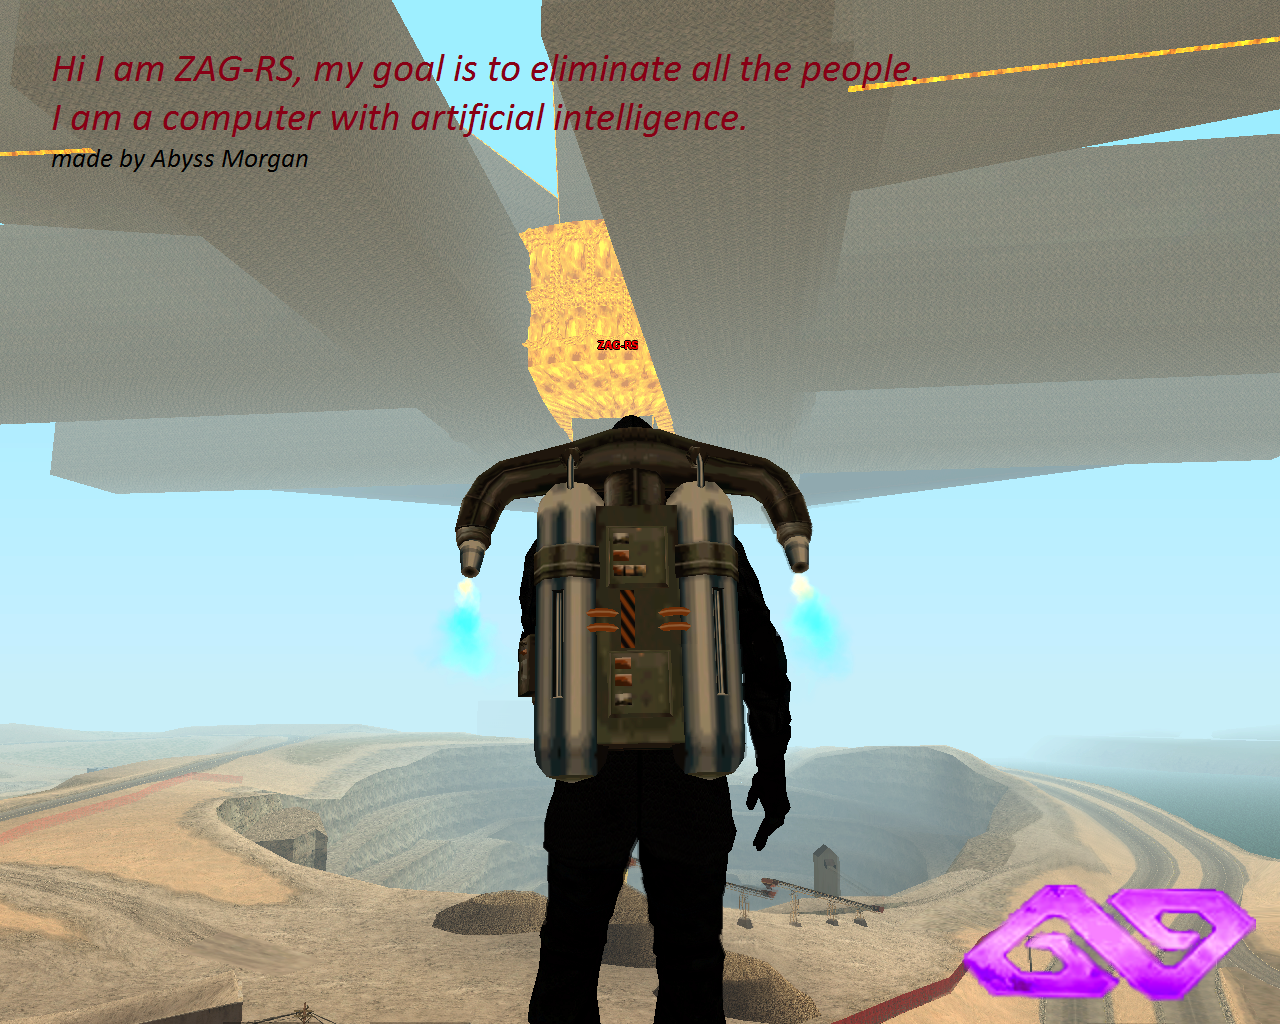 Hi I am ZAG-RS, my goal is to eliminate all the people.
I am a computer with artificial intelligence.
made by Abyss Morgan
ZAG-RS